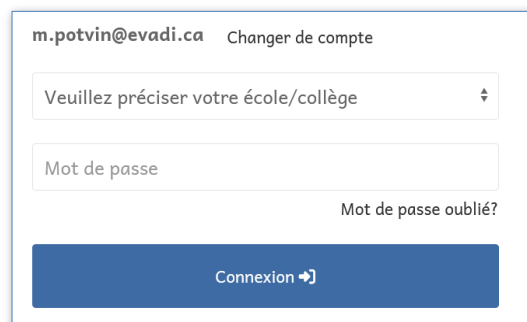 m.potvin@evadi.ca Changer de compte
Veuillez préciser votre école/collège
Mot de passe
Mot de passe oublié?
Connexion